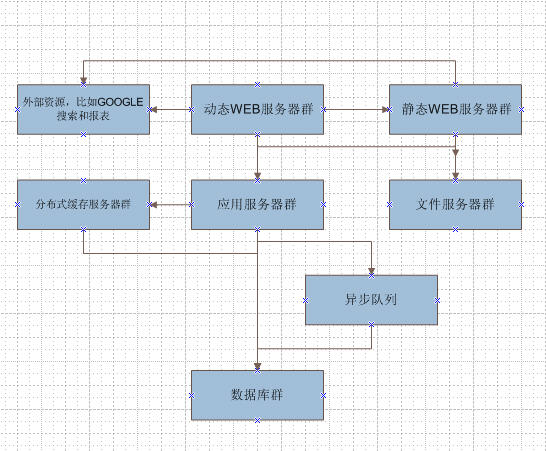 外部资源，比如GOOGLE
搜索和报表
动态WEB服务器群
静态WEB服务器群
分布式缓存服务器群
应用服务器群
文件服务器群
异步队列
数据库群